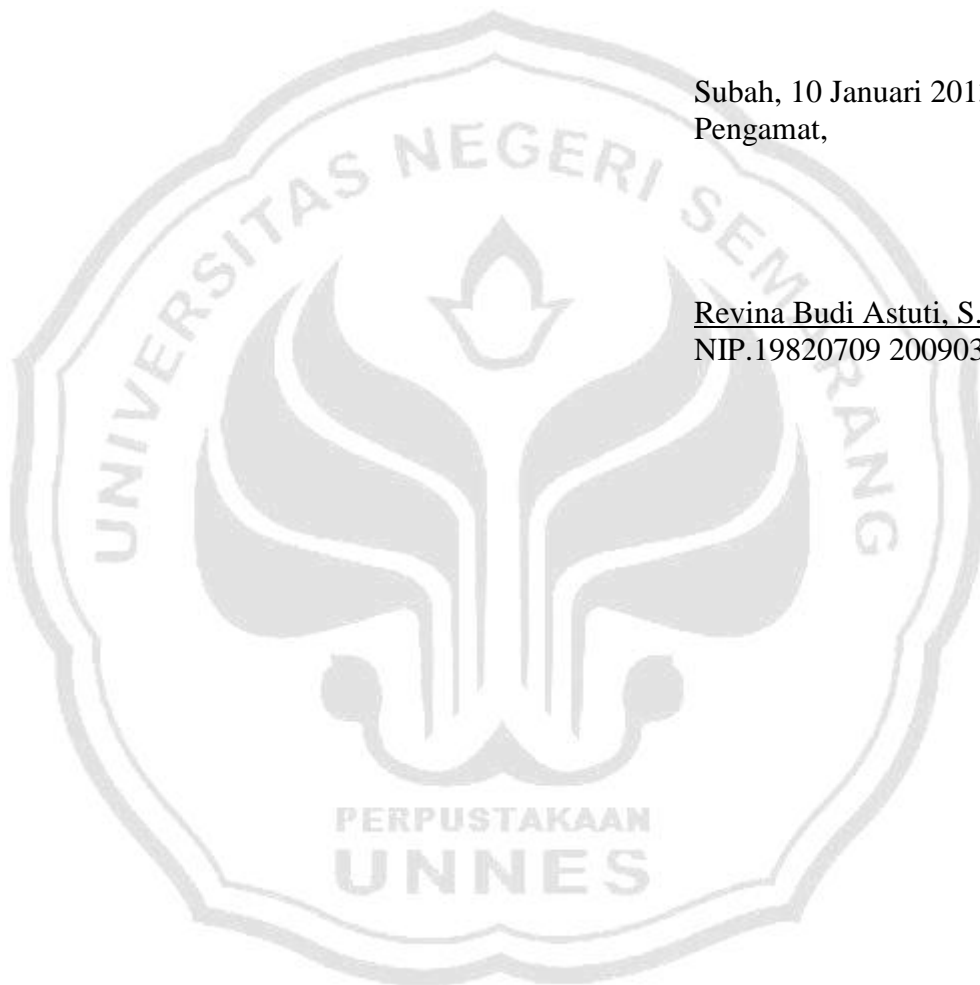 Subah, 10 Januari 201
Pengamat,
UNIVERSITAS NEGERI SEMARANG
Revina Budi Astuti, S.
NIP.19820709 200903
PERPUSTAKAAN
UNNES